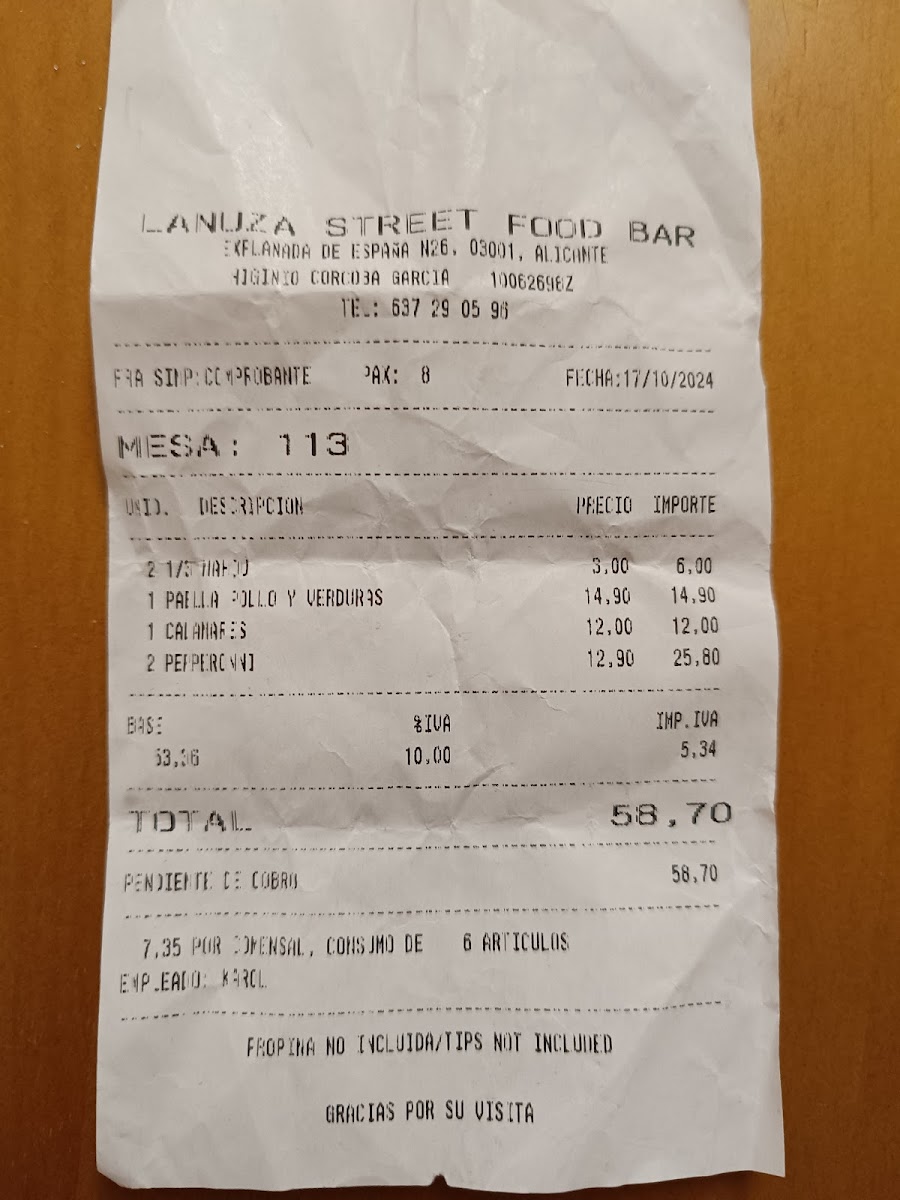 LANUZA STREET FOOD BAR
EXPLANADA DE ESPAÑA N26, 03001, ALICANTE
HIGINIO CORCOBA GARCIA 10062698Z
TEL: 637 29 05 96
FRA SIMP:COMPROBANTE PAX: 8 FECHA:17/10/2024
MESA: 113
UNID. DESCRIPCION PRECIO IMPORTE
2 3,00 6,00
1 PAELLA POLLO Y VERDURAS 14,90 14,90
1 CALAMARES 12,00 12,00
2 PEPPERONNI 12,90 25,80
BASE %IVA IMP.IVA
53,36 10,00 5,34
TOTAL 58,70
PENDIENTE DE COBRO 58,70
7,35 POR COMENSAL, CONSUMO DE 6 ARTICULOS
EMPLEADO: KAROL
PROPINA NO INCLUIDA/TIPS NOT INCLUDED
GRACIAS POR SU VISITA